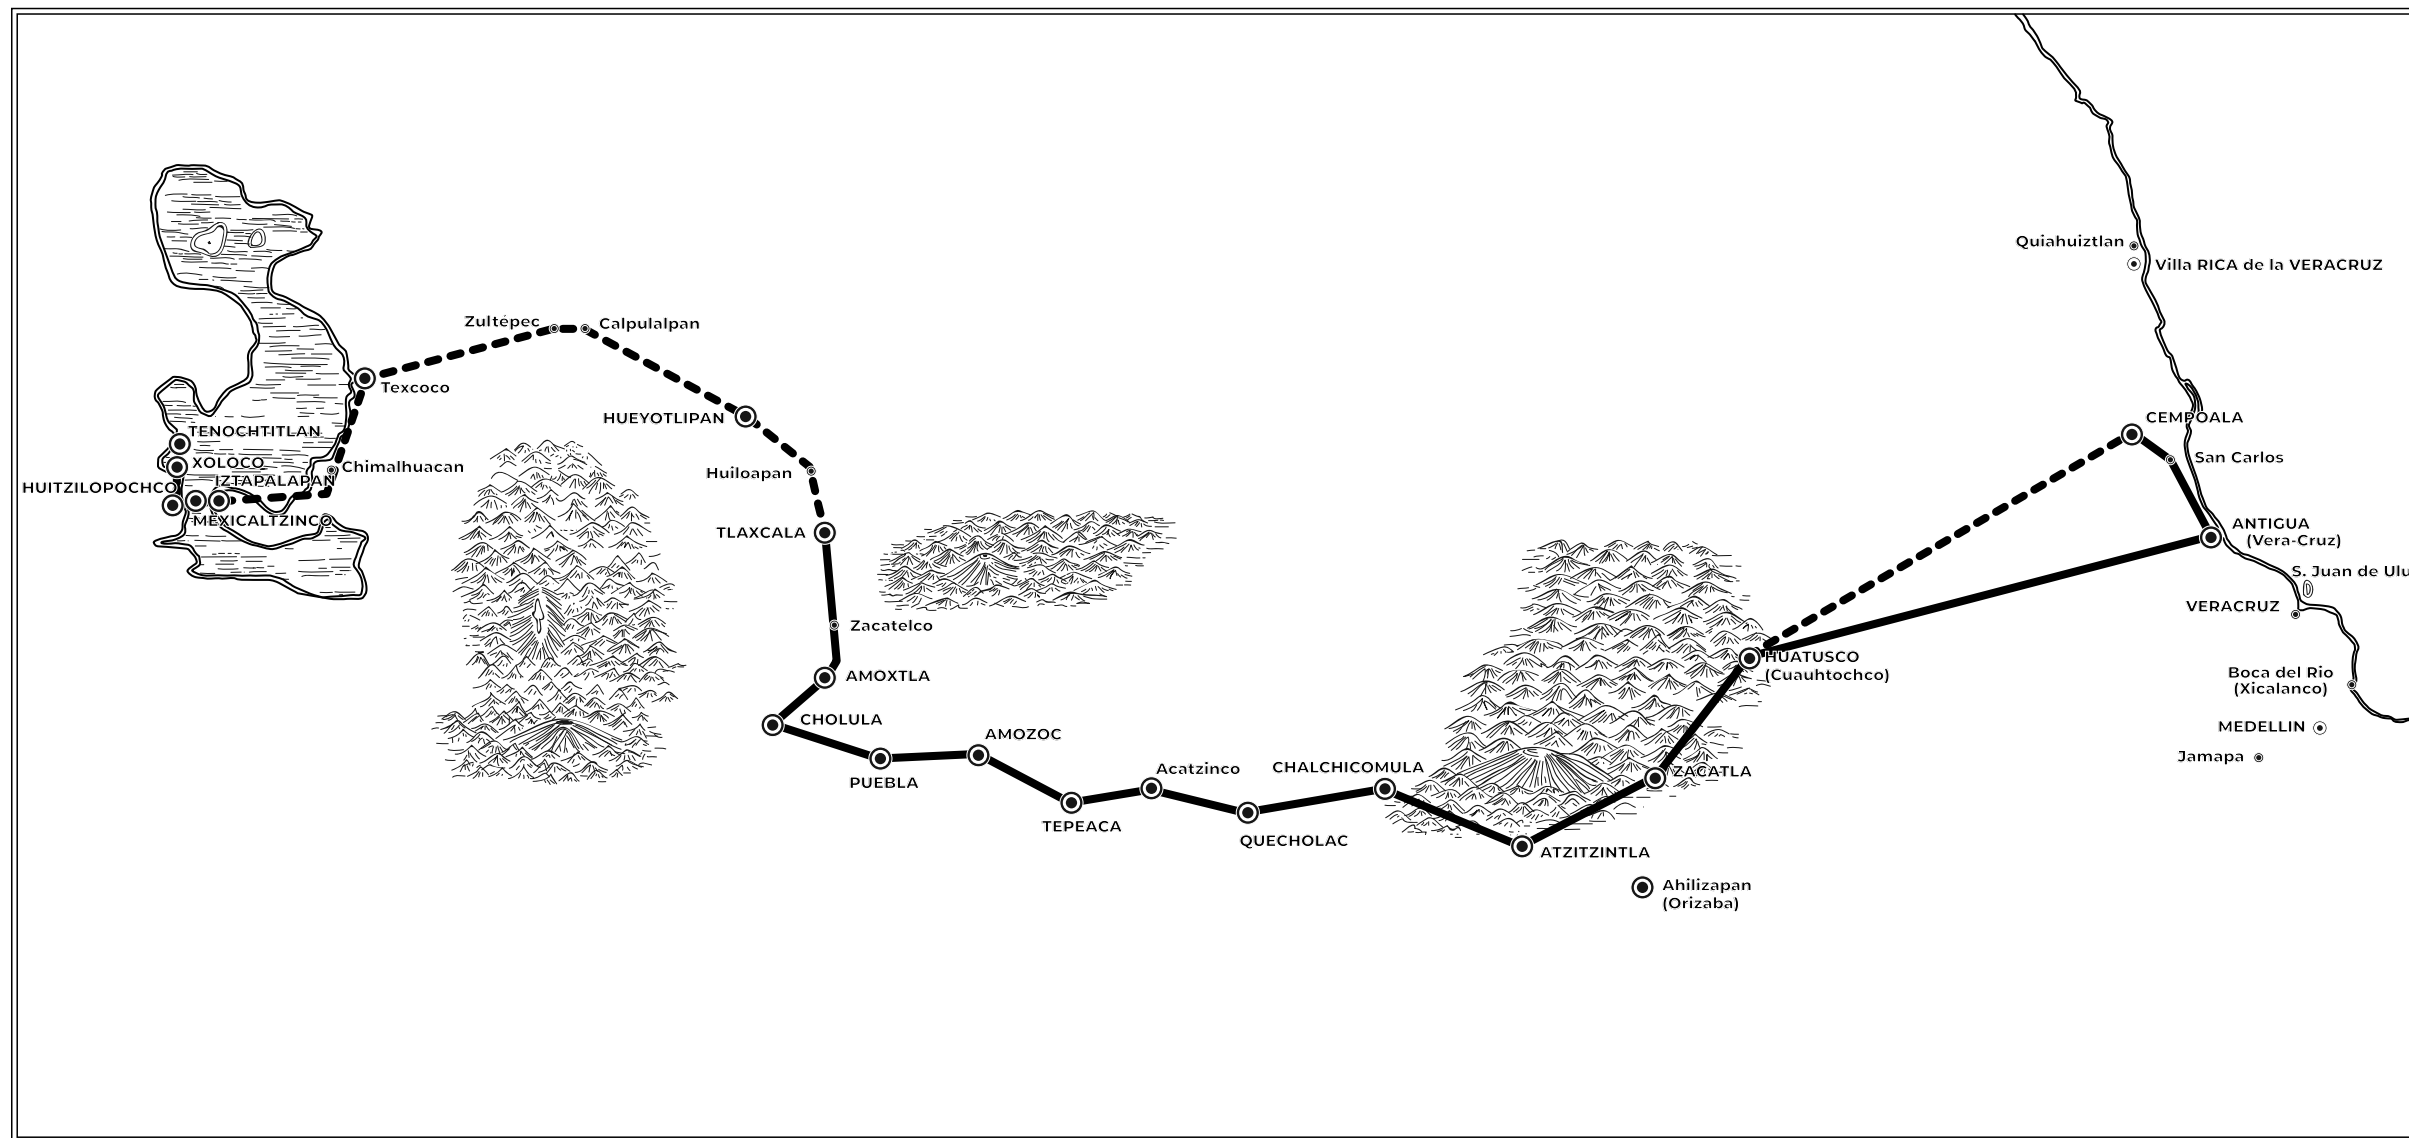 Quiahuiztlan
Villa RICA de la VERACRUZ
Zultépec
Calpulalpan
Texcoco
HUEYOTLIPAN
CEMPOALA
TENOCHTITLAN
XOLOCO
Chimalhuacan
San Carlos
HUITZILOPOCHCO
IZTAPALAPAN
Huiloapan
MEXICALTZINCO
TLAXCALA
ANTIGUA
(Vera-Cruz)
S. Juan de Ulu
VERACRUZ
Zacatelco
HUATUSCO
(Cuauhtochco)
AMOXTLA
Boca del Rio
(Xicalanco)
CHOLULA
MEDELLIN
AMOZOC
Jamapa
Acatzinco
CHALCHICOMULA
ZACATLA
PUEBLA
TEPEACA
QUECHOLAC
ATZITZINTLA
Ahilizapan
(Orizaba)